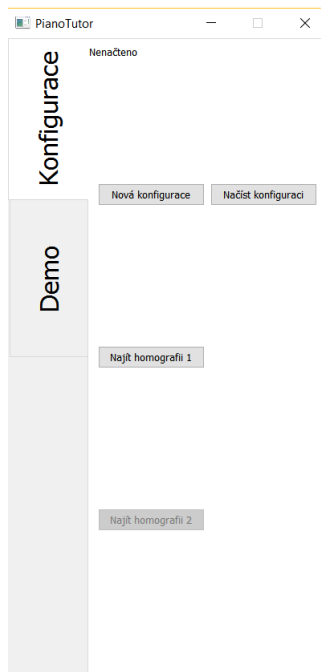 PianoTutor
Konfigurace
Nenačteno
Nová konfigurace
Načíst konfiguraci
Demo
Najít homografii 1
Najít homografii 2